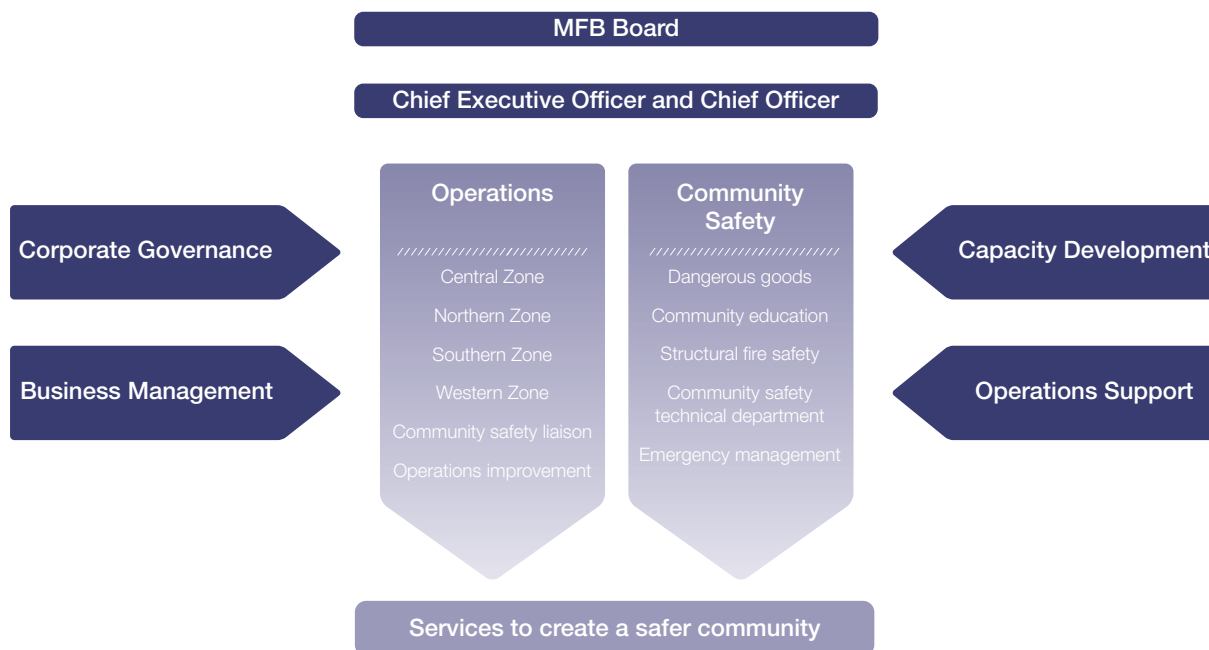 MFB Board
Chief Executive Officer and Chief Officer
Corporate Governance
Business Management
Operations
Central Zone
Northern Zone
Southern Zone
Western Zone
Community safety liaison
Operations improvement
Community
Safety
Dangerous goods
Community education
Structural fire safety
Community safety
technical department
Emergency management
Capacity Development
Operations Support
Services to create a safer community